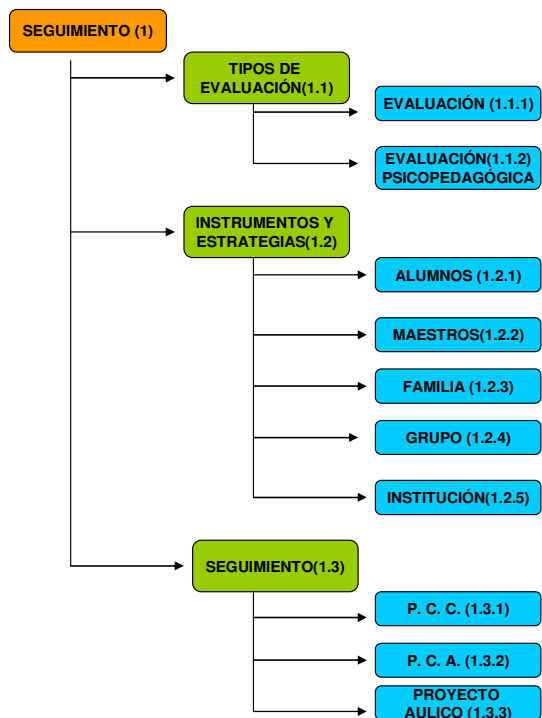 SEGUIMIENTO (1)
TIPOS DE
EVALUACIÓN(1.1)
EVALUACIÓN (1.1.1)
EVALUACIÓN(1.1.2)
PSICOPEDAGÓGICA
INSTRUMENTOS Y
ESTRATEGIAS(1.2)
ALUMNOS (1.2.1)
MAESTROS(1.2.2)
FAMILIA (1.2.3)
GRUPO (1.2.4)
INSTITUCIÓN(1.2.5)
SEGUIMIENTO(1.3)
P. C. C. (1.3.1)
P. C. A. (1.3.2)
PROYECTO
AULICO (1.3.3)